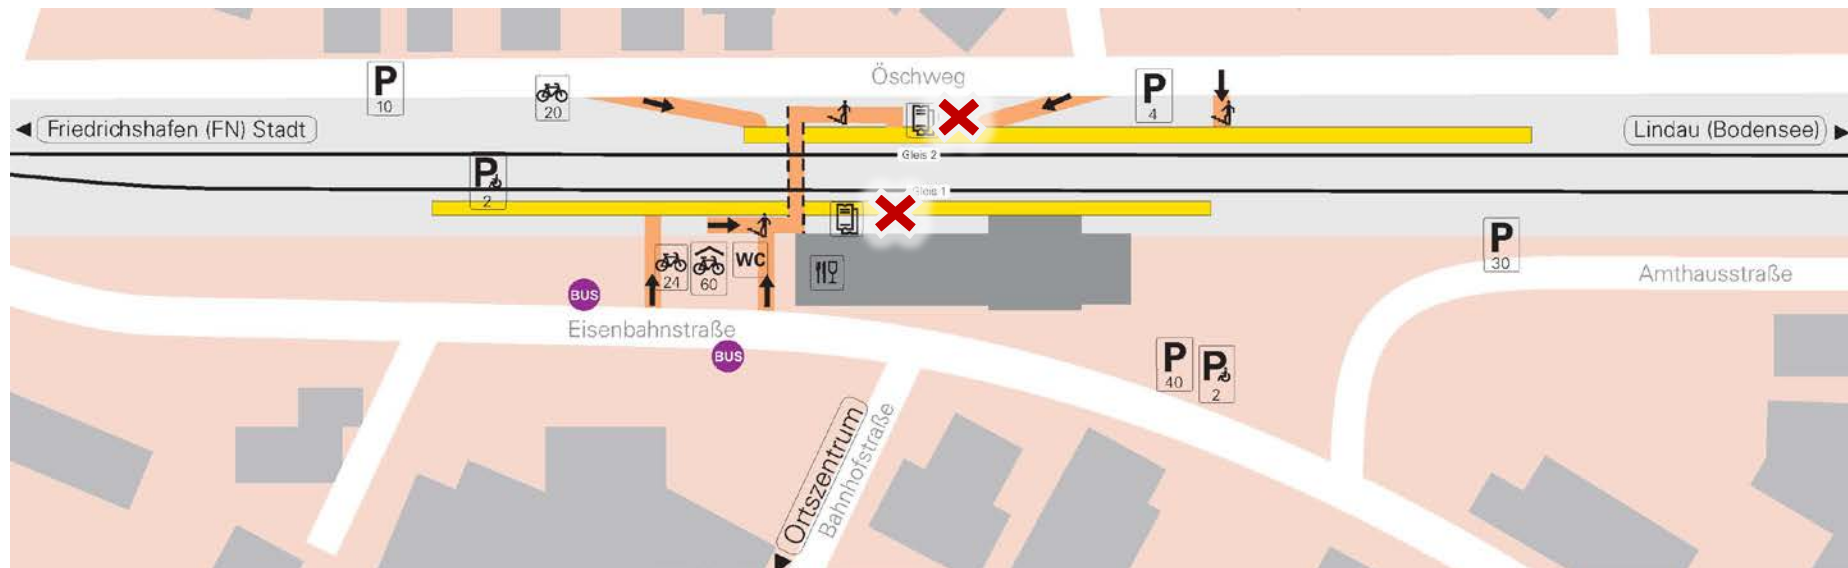 Öschweg
P
10
20
P
4
Friedrichshafen (FN) Stadt
Lindau (Bodensee)
Gleis 2
P
2
Gleis 1
24
60
WC
P
30
Amthausstraße
BUS
Eisenbahnstraße
BUS
P
40
P
2
Ortszentrum
Bahnhofstraße